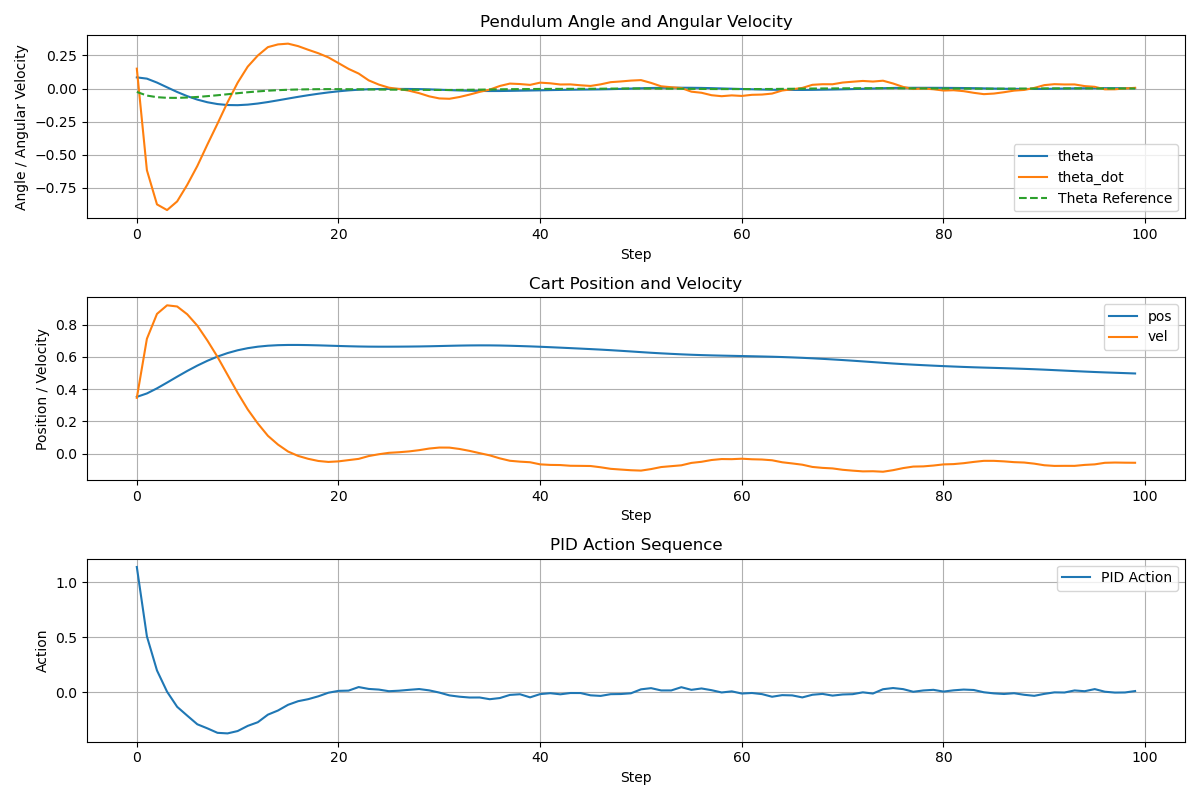 Pendulum Angle and Angular Velocity
Angle / Angular Velocity
0.25
0.00
−0.25
−0.50
−0.75
theta
theta_dot
Theta Reference
0 20 40 60 80 100
Step
Cart Position and Velocity
Position / Velocity
0.8
0.6
0.4
0.2
0.0
pos
vel
0 20 40 60 80 100
Step
PID Action Sequence
Action
1.0
0.5
0.0
PID Action
0 20 40 60 80 100
Step